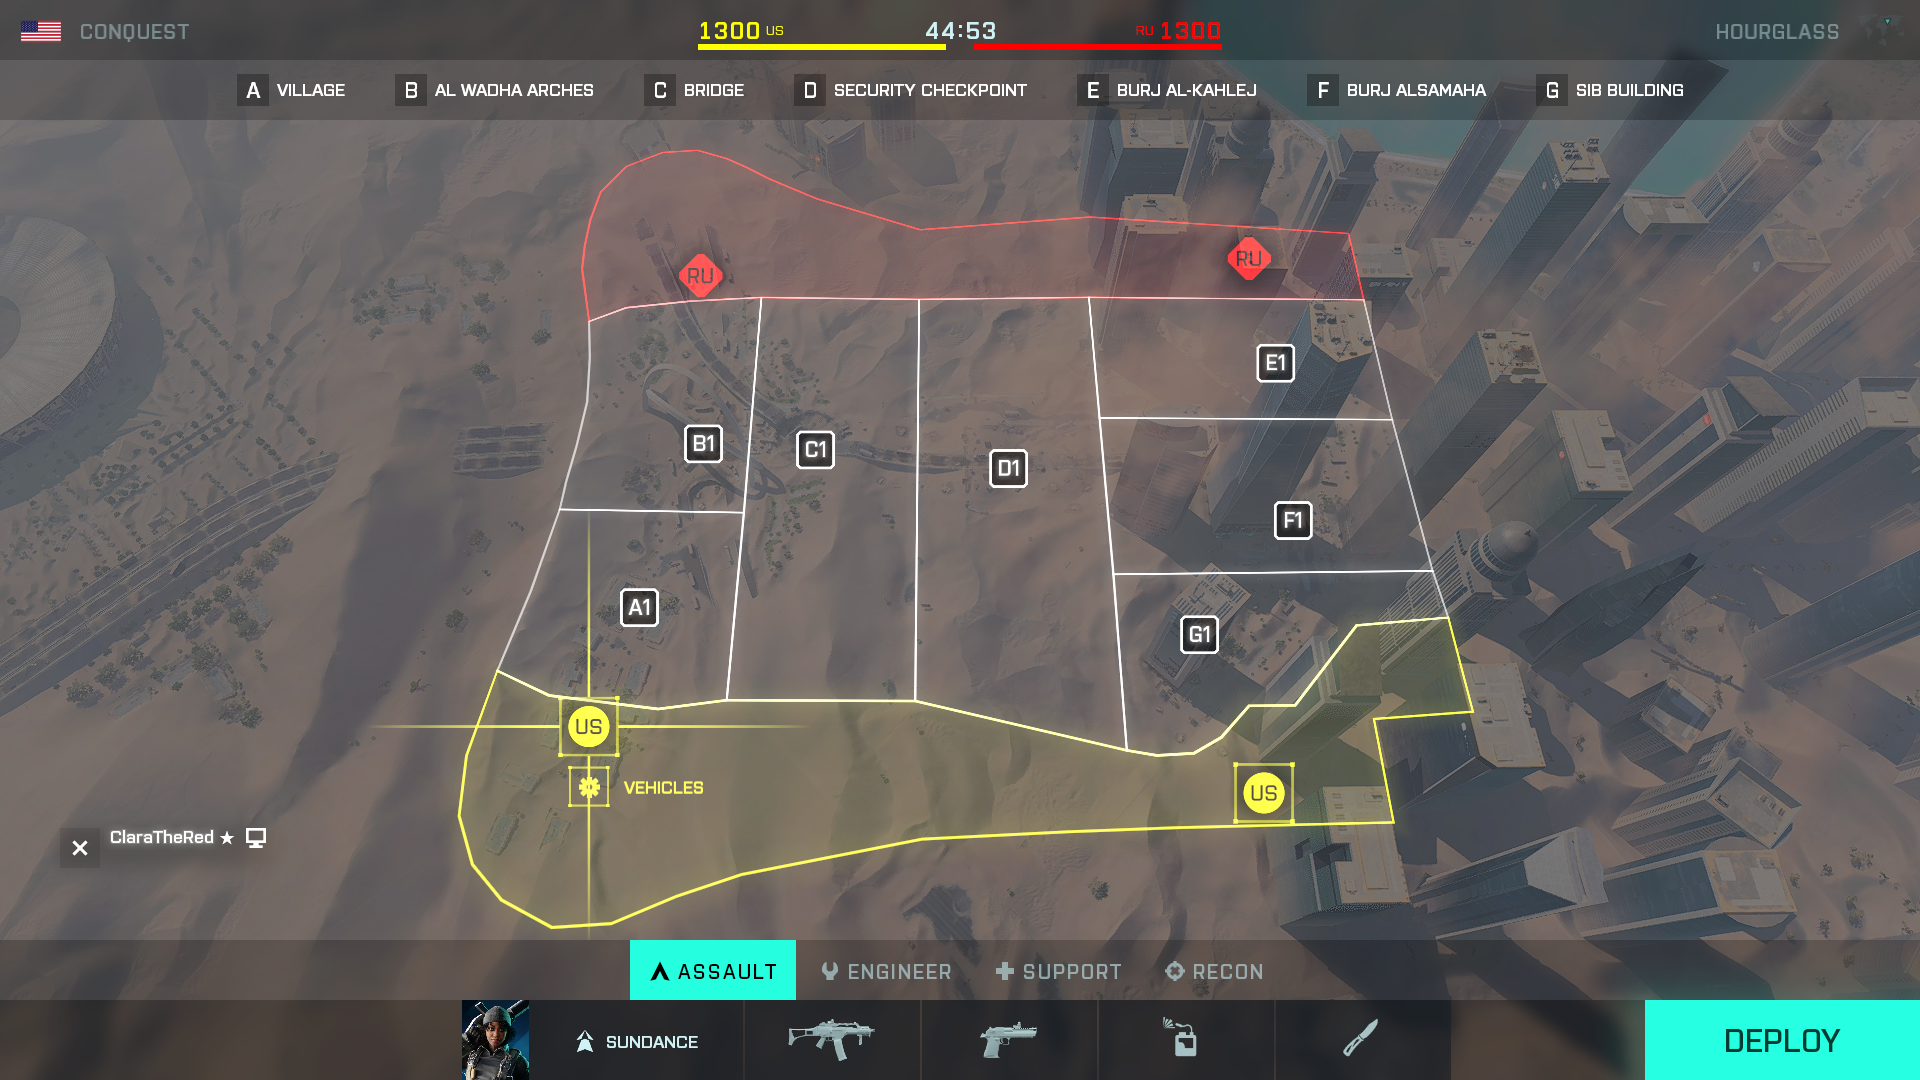 CONQUEST
1300 US
44:53
RU 1300
HOURGLASS
A VILLAGE
B AL WADHA ARCHES
C BRIDGE
D SECURITY CHECKPOINT
E BURJ AL-KAHLEJ
F BURJ ALSAMAHA
G SIB BUILDING
RU
RU
E1
B1
C1
D1
F1
A1
G1
US
VEHICLES
US
ClaraTheRed
ASSAULT
ENGINEER
SUPPORT
RECON
SUNDANCE
DEPLOY